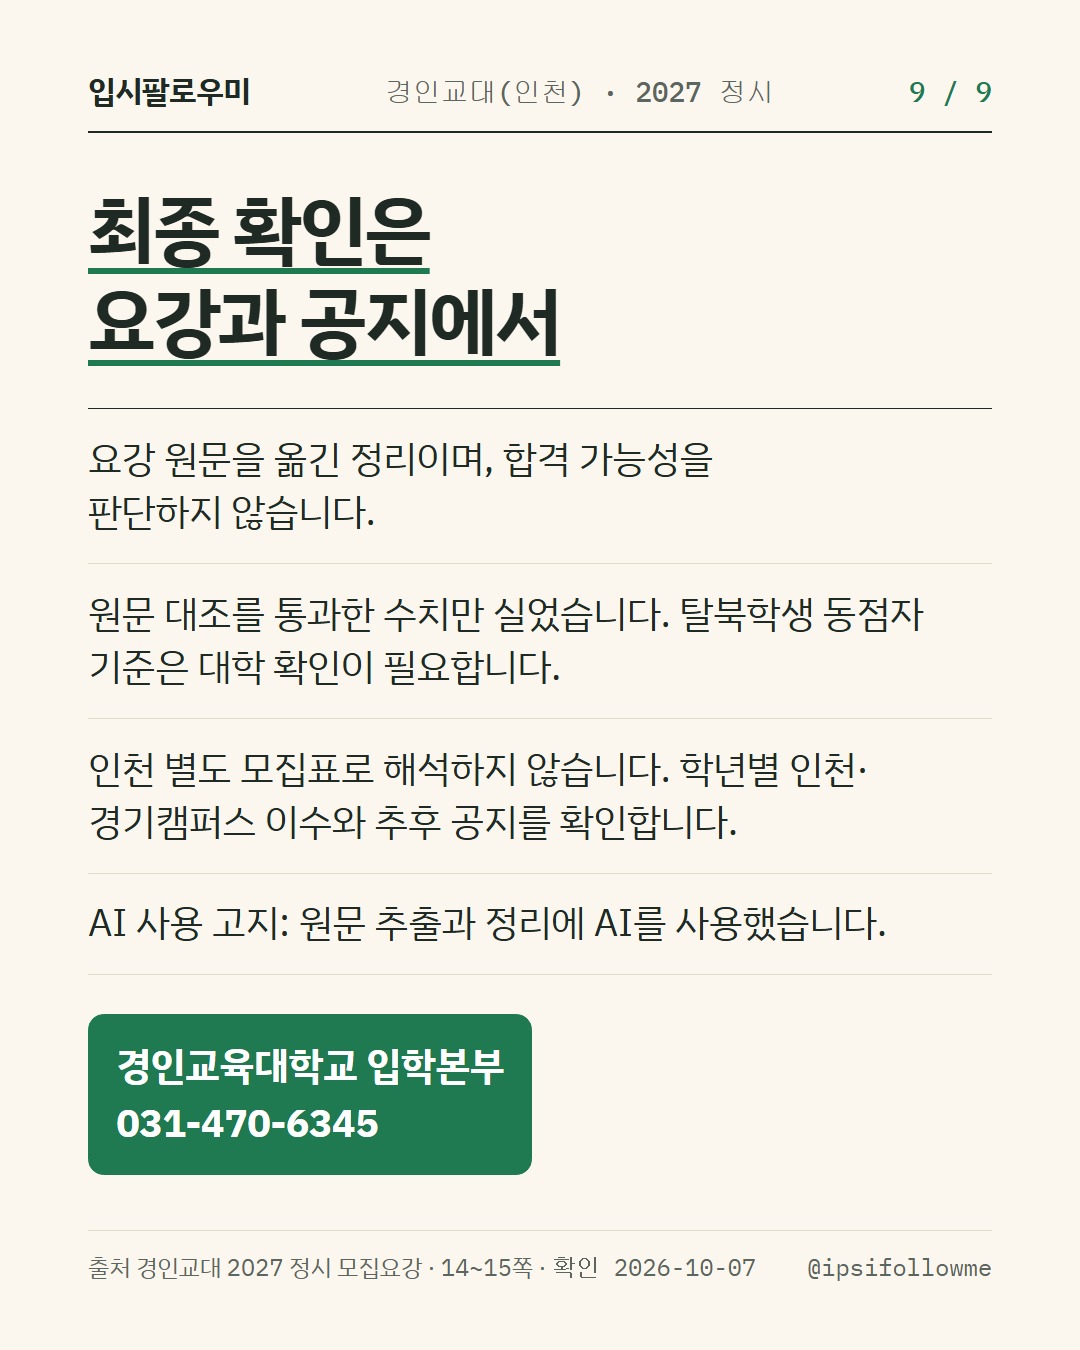 입시팔로우미
경인교대(인천) · 2027 정시
9 / 9
최종 확인은
요강과 공지에서
요강 원문을 옮긴 정리이며, 합격 가능성을
판단하지 않습니다.
원문 대조를 통과한 수치만 실었습니다. 탈북학생 동점자
기준은 대학 확인이 필요합니다.
인천 별도 모집표로 해석하지 않습니다. 학년별 인천·
경기캠퍼스 이수와 추후 공지를 확인합니다.
AI 사용 고지: 원문 추출과 정리에 AI를 사용했습니다.
경인교육대학교 입학본부
031-470-6345
출처 경인교대 2027 정시 모집요강 · 14~15쪽 · 확인 2026-10-07
@ipsifollowme